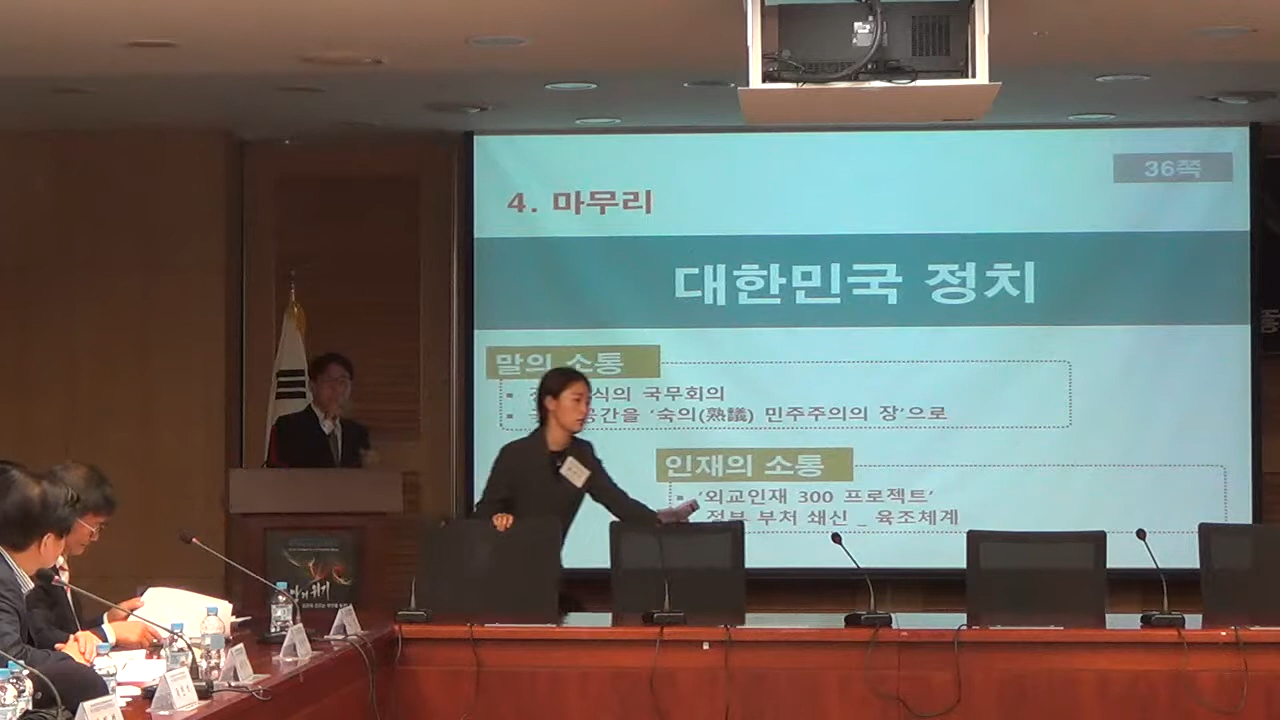 36쪽
4. 마무리
대한민국 정치
말의 소통
식의 국무회의
공간을 '숙의(熟議) 민주주의의 장'으로
인재의 소통
'외교인재 300 프로젝트'
정부 부처 쇄신 _ 육조체계
위기